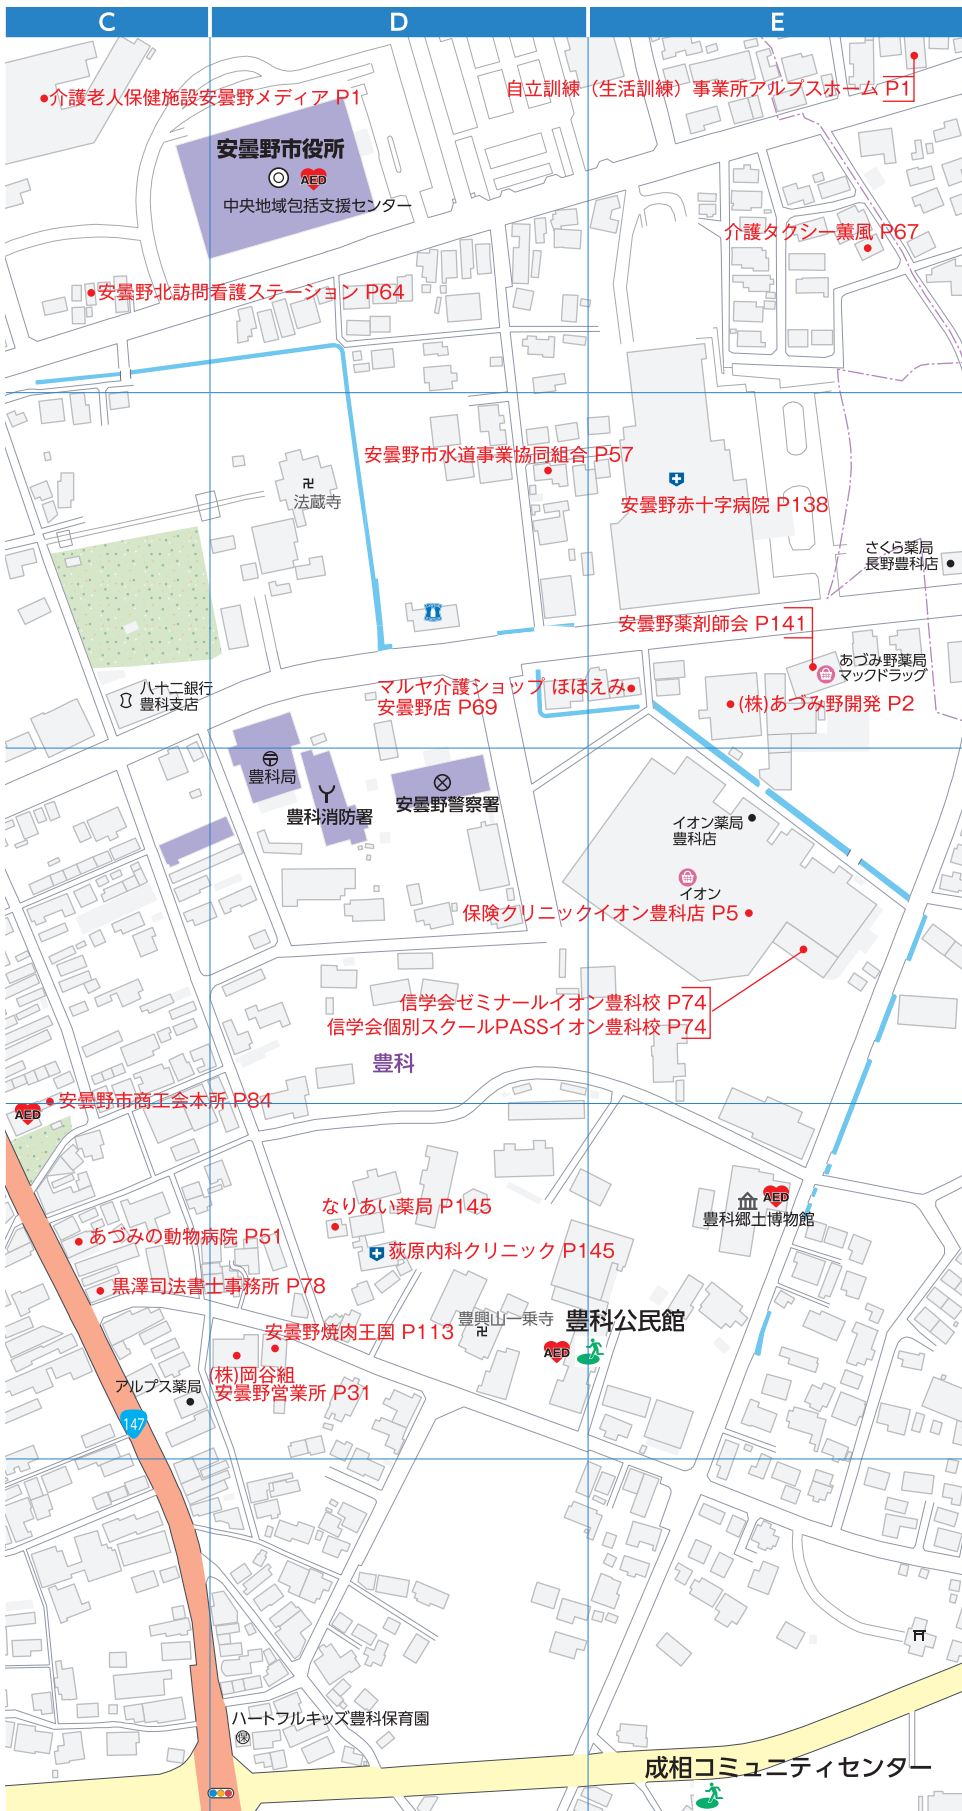 C
D
E
介護老人保健施設安曇野メディア P1
自立訓練（生活訓練）事業所アルプスホーム P1
安曇野市役所
AED
中央地域包括支援センター
介護タクシー薫風 P67
安曇野北訪問看護ステーション P64
安曇野市水道事業協同組合 P57
卍
法蔵寺
安曇野赤十字病院 P138
さくら薬局
長野豊科店
安曇野薬剤師会 P141
あづみ野薬局
マックドラッグ
八十二銀行
豊科支店
マルヤ介護ショップ ほほえみ
安曇野店 P69
(株)あづみ野開発 P2
豊科局
豊科消防署
安曇野警察署
イオン薬局
豊科店
イオン
保険クリニックイオン豊科店 P5
信学会ゼミナールイオン豊科校 P74
信学会個別スクールPASSイオン豊科校 P74
豊科
安曇野市商工会本所 P84
AED
なりあい薬局 P145
AED
豊科郷土博物館
あづみの動物病院 P51
荻原内科クリニック P145
黒澤司法書士事務所 P78
豊興山一乗寺
卍
豊科公民館
AED
安曇野焼肉王国 P113
(株)岡谷組
安曇野営業所 P31
アルプス薬局
147
ハートフルキッズ豊科保育園
保
成相コミュニティセンター